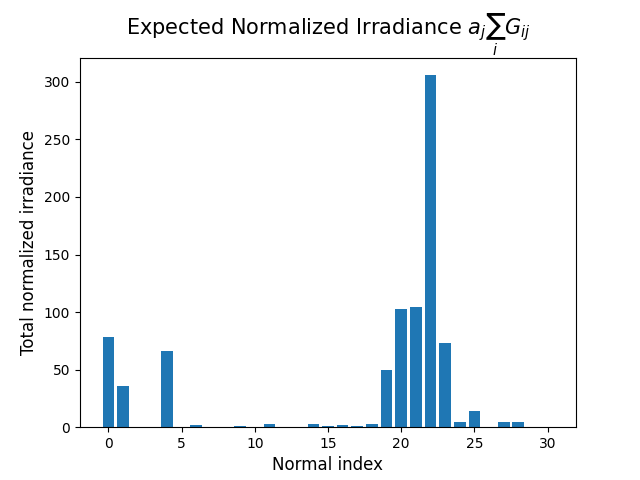 Expected Normalized Irradiance $a_j \sum_i G_{ij}$
Total normalized irradiance
300
250
200
150
100
50
0
0 5 10 15 20 25 30
Normal index